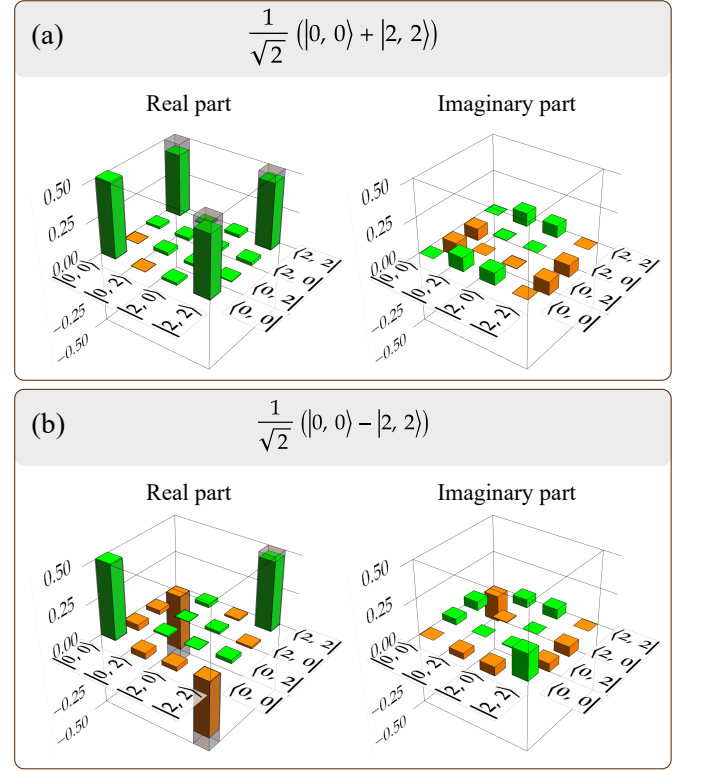 (a) 1/√2 (|0, 0⟩ + |2, 2⟩)
Real part Imaginary part
0.50 0.50
0.25 0.25
0.00 0.00
−0.25 −0.25
−0.50 −0.50
|0, 0⟩ |0, 2⟩ |2, 0⟩ |2, 2⟩ ⟨0, 0| ⟨0, 2| ⟨2, 0| ⟨2, 2|
|0, 0⟩ |0, 2⟩ |2, 0⟩ |2, 2⟩ ⟨0, 0| ⟨0, 2| ⟨2, 0| ⟨2, 2|
(b) 1/√2 (|0, 0⟩ − |2, 2⟩)
Real part Imaginary part
0.50 0.50
0.25 0.25
0.00 0.00
−0.25 −0.25
−0.50 −0.50
|0, 0⟩ |0, 2⟩ |2, 0⟩ |2, 2⟩ ⟨0, 0| ⟨0, 2| ⟨2, 0| ⟨2, 2|
|0, 0⟩ |0, 2⟩ |2, 0⟩ |2, 2⟩ ⟨0, 0| ⟨0, 2| ⟨2, 0| ⟨2, 2|